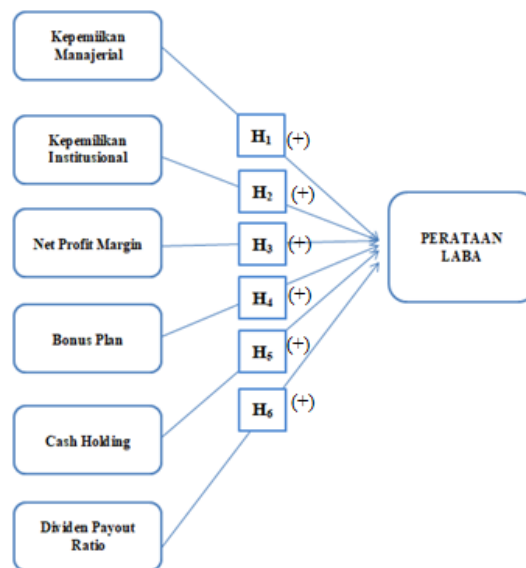 Kepemiikan
Manajerial
H1 (+)
Kepemilikan
Institusional
H2 (+)
Net Profit Margin
H3 (+)
PERATAAN
LABA
H4 (+)
Bonus Plan
H5 (+)
Cash Holding
H6 (+)
Dividen Payout
Ratio